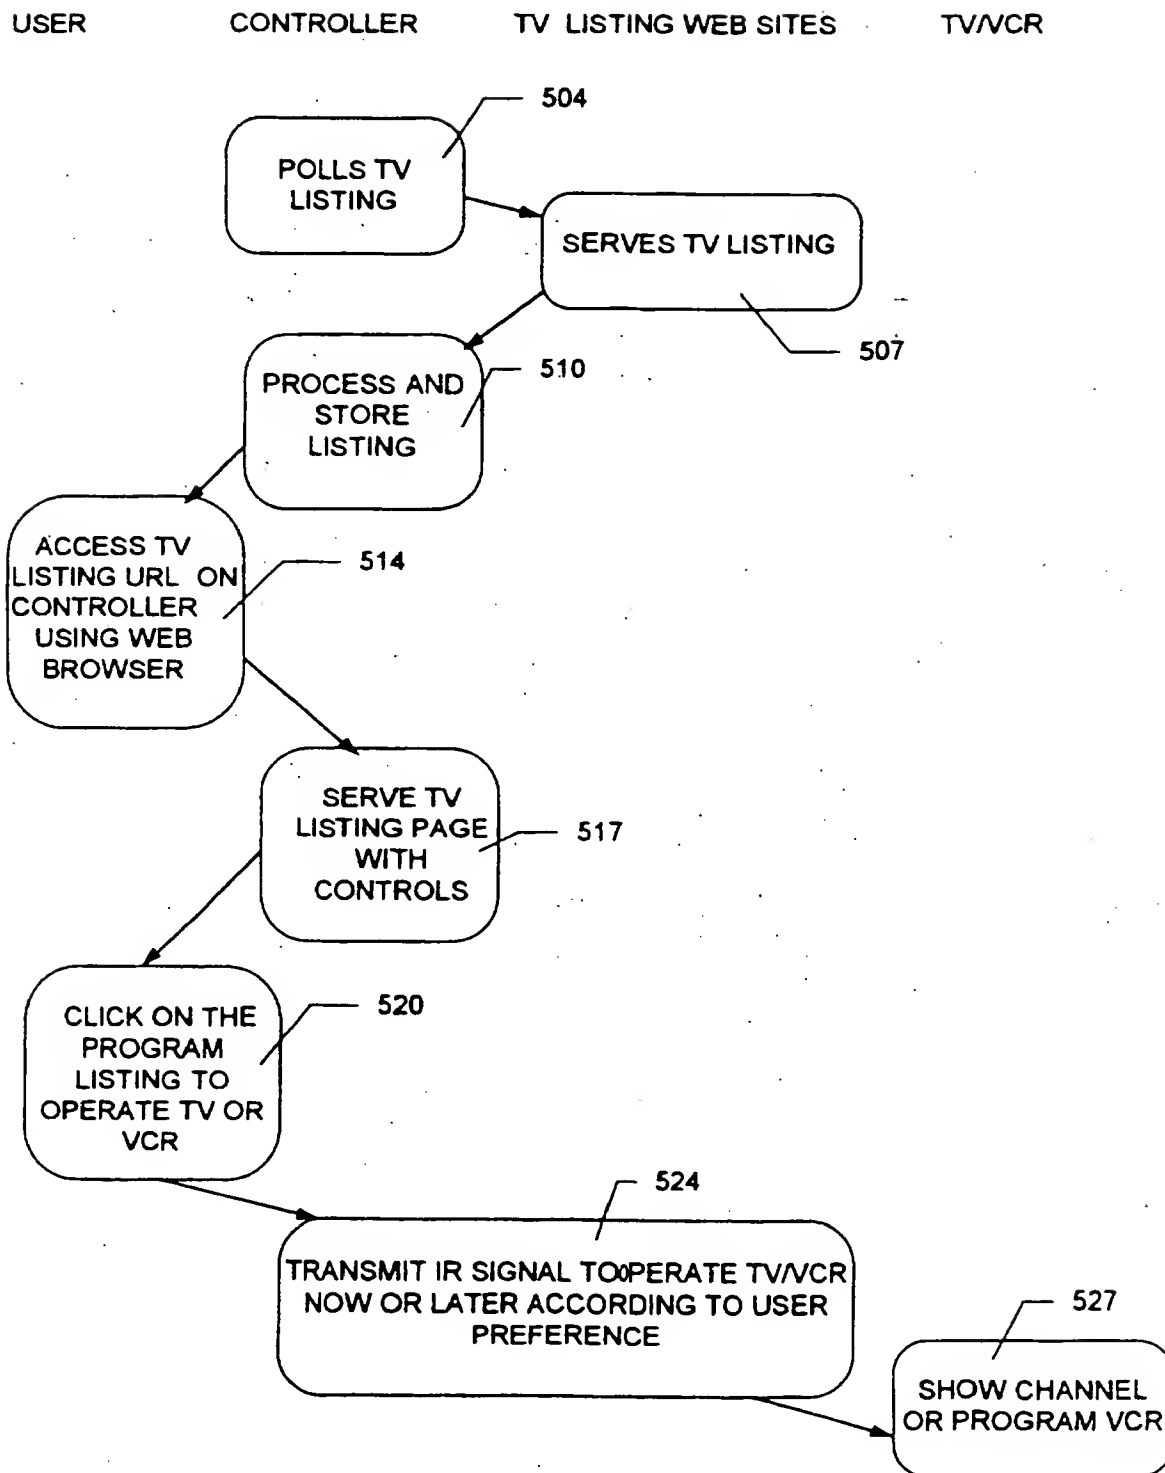 USER CONTROLLER TV LISTING WEB SITES TV/VCR
504
POLLS TV
LISTING
SERVES TV LISTING
507
510
PROCESS AND
STORE
LISTING
ACCESS TV
LISTING URL ON
CONTROLLER
USING WEB
BROWSER
514
SERVE TV
LISTING PAGE
WITH
CONTROLS
517
520
CLICK ON THE
PROGRAM
LISTING TO
OPERATE TV OR
VCR
524
TRANSMIT IR SIGNAL TO OPERATE TV/VCR
NOW OR LATER ACCORDING TO USER
PREFERENCE
527
SHOW CHANNEL
OR PROGRAM VCR